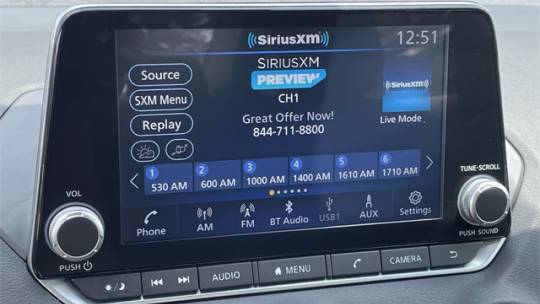 SiriusXM
12:51
Source
SXM Menu
Replay
SIRIUSXM
PREVIEW
CH1
Great Offer Now!
844-711-8800
SiriusXM
Live Mode
1 530 AM
2 600 AM
3 1000 AM
4 1400 AM
5 1610 AM
6 1710 AM
Phone
AM
FM
BT Audio
USB1
AUX
Settings
VOL
PUSH
TUNE-SCROLL
PUSH SOUND
AUDIO
MENU
CAMERA